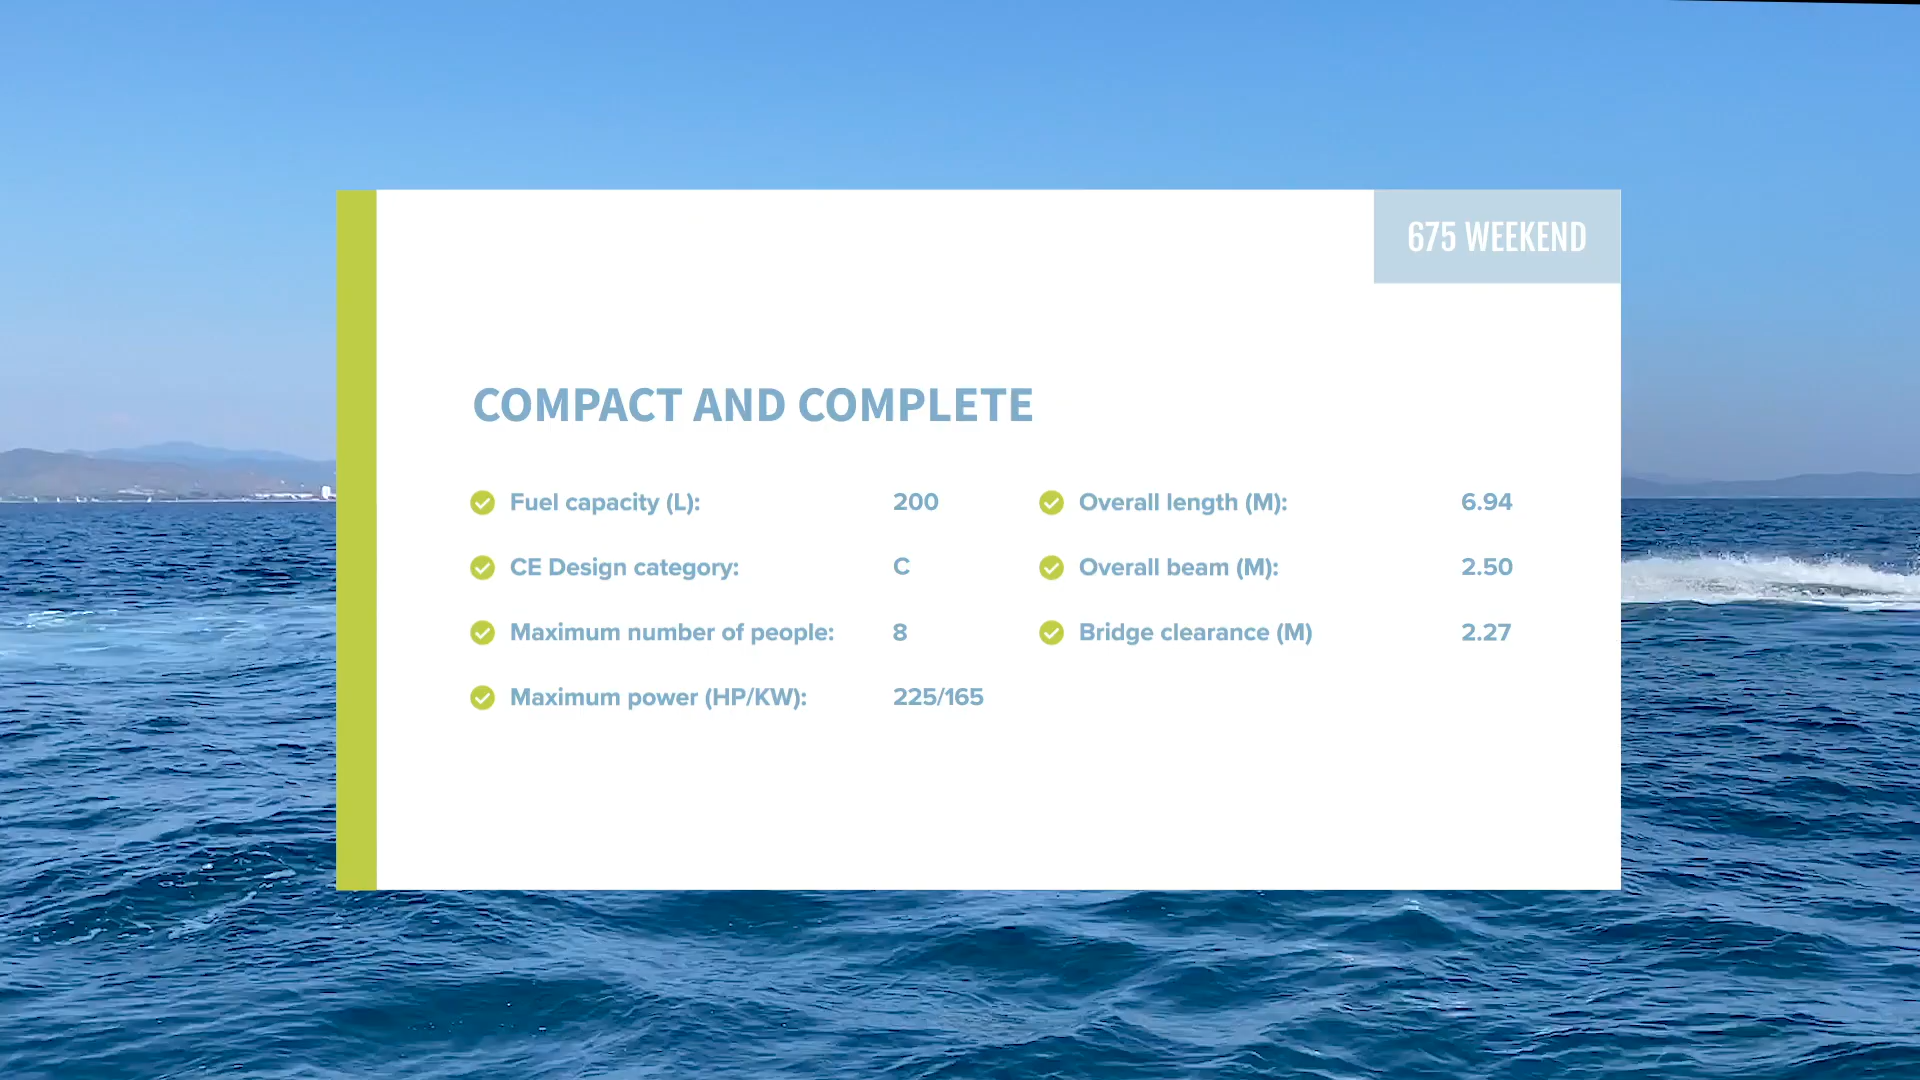 675 WEEKEND
COMPACT AND COMPLETE
Fuel capacity (L): 200
CE Design category: C
Maximum number of people: 8
Maximum power (HP/KW): 225/165
Overall length (M): 6.94
Overall beam (M): 2.50
Bridge clearance (M) 2.27